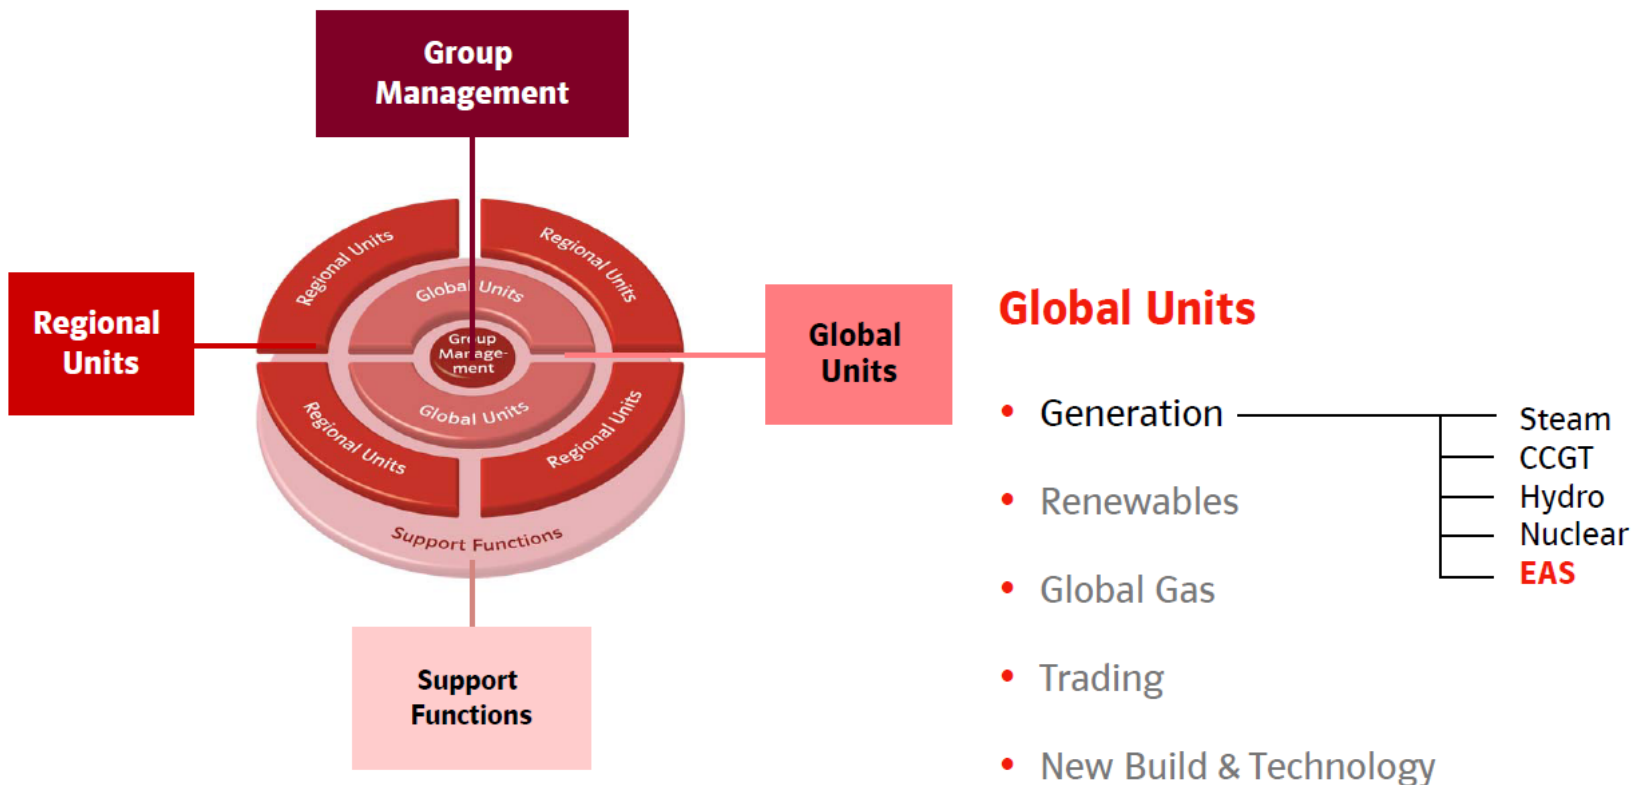 Group
Management
Regional Units
Regional Units
Global Units
Group
Manage-
ment
Global Units
Regional Units
Regional Units
Support Functions
Regional
Units
Global
Units
Support
Functions
Global Units
• Generation
Steam
CCGT
Hydro
Nuclear
EAS
• Renewables
• Global Gas
• Trading
• New Build & Technology